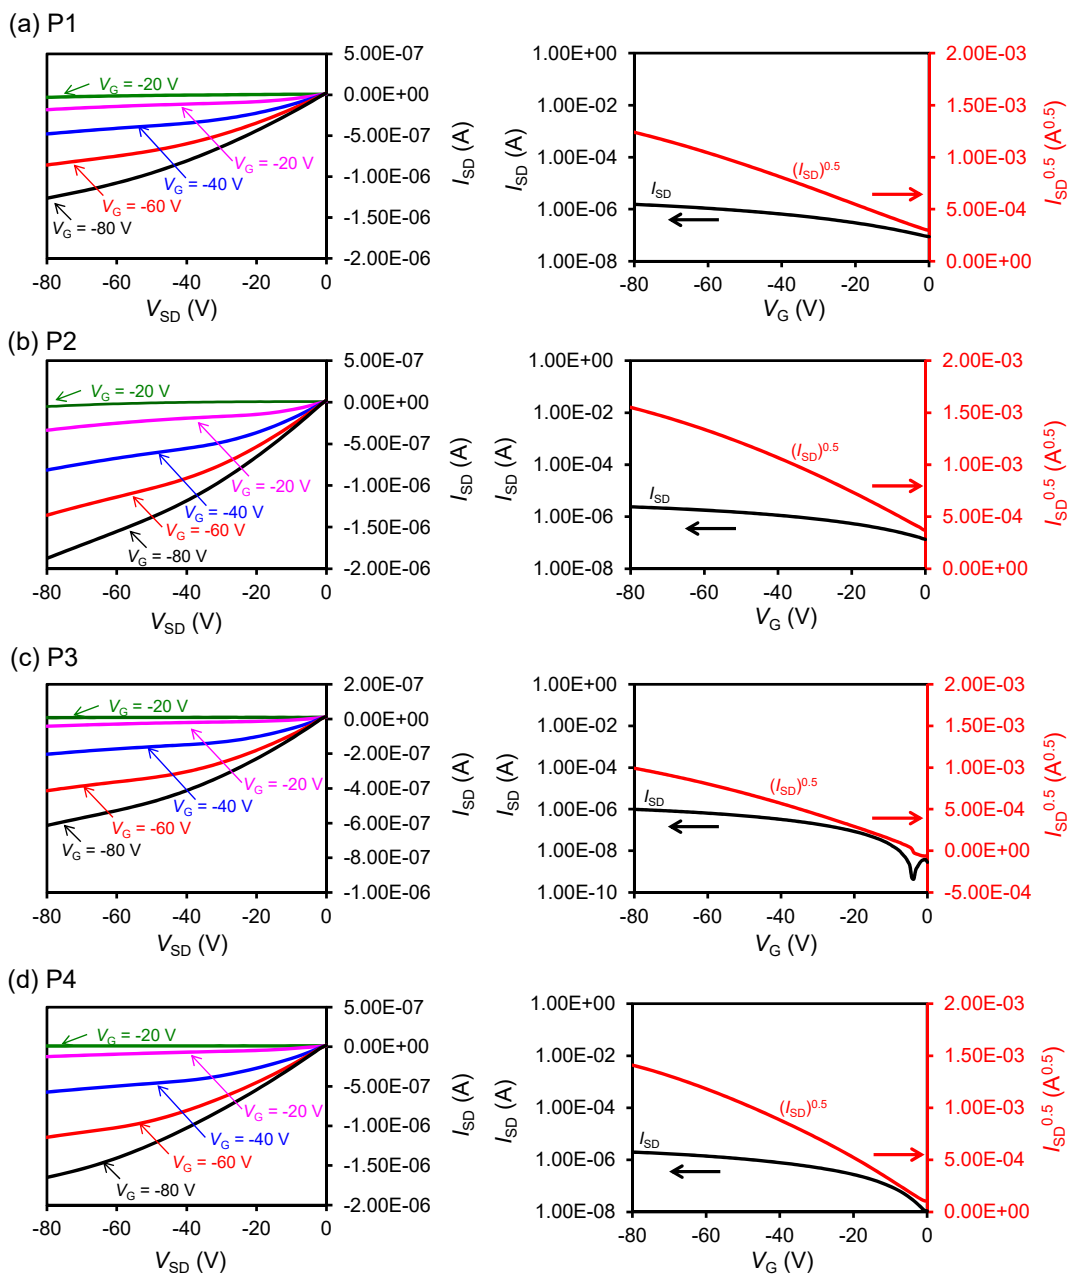 (a) P1
5.00E-07
0.00E+00
-5.00E-07
-1.00E-06
-1.50E-06
-2.00E-06
V_G = -20 V
V_G = -20 V
V_G = -40 V
V_G = -60 V
V_G = -80 V
-80 -60 -40 -20 0
V_SD (V)
I_SD (A)
1.00E+00
1.00E-02
1.00E-04
1.00E-06
1.00E-08
I_SD (A)
(I_SD)^0.5
I_SD
2.00E-03
1.50E-03
1.00E-03
5.00E-04
0.00E+00
I_SD^0.5 (A^0.5)
-80 -60 -40 -20 0
V_G (V)
(b) P2
5.00E-07
0.00E+00
-5.00E-07
-1.00E-06
-1.50E-06
-2.00E-06
V_G = -20 V
V_G = -20 V
V_G = -40 V
V_G = -60 V
V_G = -80 V
-80 -60 -40 -20 0
V_SD (V)
I_SD (A)
1.00E+00
1.00E-02
1.00E-04
1.00E-06
1.00E-08
I_SD (A)
(I_SD)^0.5
I_SD
2.00E-03
1.50E-03
1.00E-03
5.00E-04
0.00E+00
I_SD^0.5 (A^0.5)
-80 -60 -40 -20 0
V_G (V)
(c) P3
2.00E-07
0.00E+00
-2.00E-07
-4.00E-07
-6.00E-07
-8.00E-07
-1.00E-06
V_G = -20 V
V_G = -20 V
V_G = -40 V
V_G = -60 V
V_G = -80 V
-80 -60 -40 -20 0
V_SD (V)
I_SD (A)
1.00E+00
1.00E-02
1.00E-04
1.00E-06
1.00E-08
1.00E-10
I_SD (A)
(I_SD)^0.5
I_SD
2.00E-03
1.50E-03
1.00E-03
5.00E-04
0.00E+00
-5.00E-04
I_SD^0.5 (A^0.5)
-80 -60 -40 -20 0
V_G (V)
(d) P4
5.00E-07
0.00E+00
-5.00E-07
-1.00E-06
-1.50E-06
-2.00E-06
V_G = -20 V
V_G = -20 V
V_G = -40 V
V_G = -60 V
V_G = -80 V
-80 -60 -40 -20 0
V_SD (V)
I_SD (A)
1.00E+00
1.00E-02
1.00E-04
1.00E-06
1.00E-08
I_SD (A)
(I_SD)^0.5
I_SD
2.00E-03
1.50E-03
1.00E-03
5.00E-04
0.00E+00
I_SD^0.5 (A^0.5)
-80 -60 -40 -20 0
V_G (V)